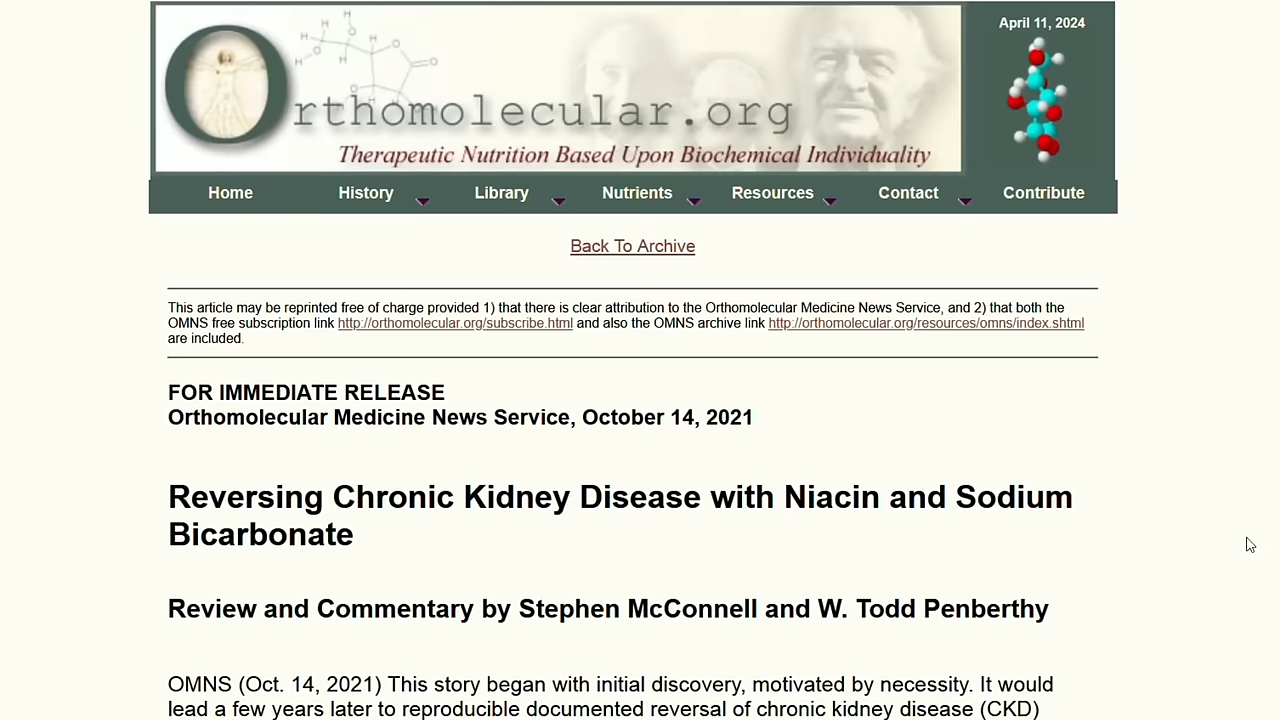 April 11, 2024
Orthomolecular.org
Therapeutic Nutrition Based Upon Biochemical Individuality
Home History Library Nutrients Resources Contact Contribute
Back To Archive
This article may be reprinted free of charge provided 1) that there is clear attribution to the Orthomolecular Medicine News Service, and 2) that both the
OMNS free subscription link http://orthomolecular.org/subscribe.html and also the OMNS archive link http://orthomolecular.org/resources/omns/index.shtml
are included.
FOR IMMEDIATE RELEASE
Orthomolecular Medicine News Service, October 14, 2021
Reversing Chronic Kidney Disease with Niacin and Sodium
Bicarbonate
Review and Commentary by Stephen McConnell and W. Todd Penberthy
OMNS (Oct. 14, 2021) This story began with initial discovery, motivated by necessity. It would
lead a few years later to reproducible documented reversal of chronic kidney disease (CKD)